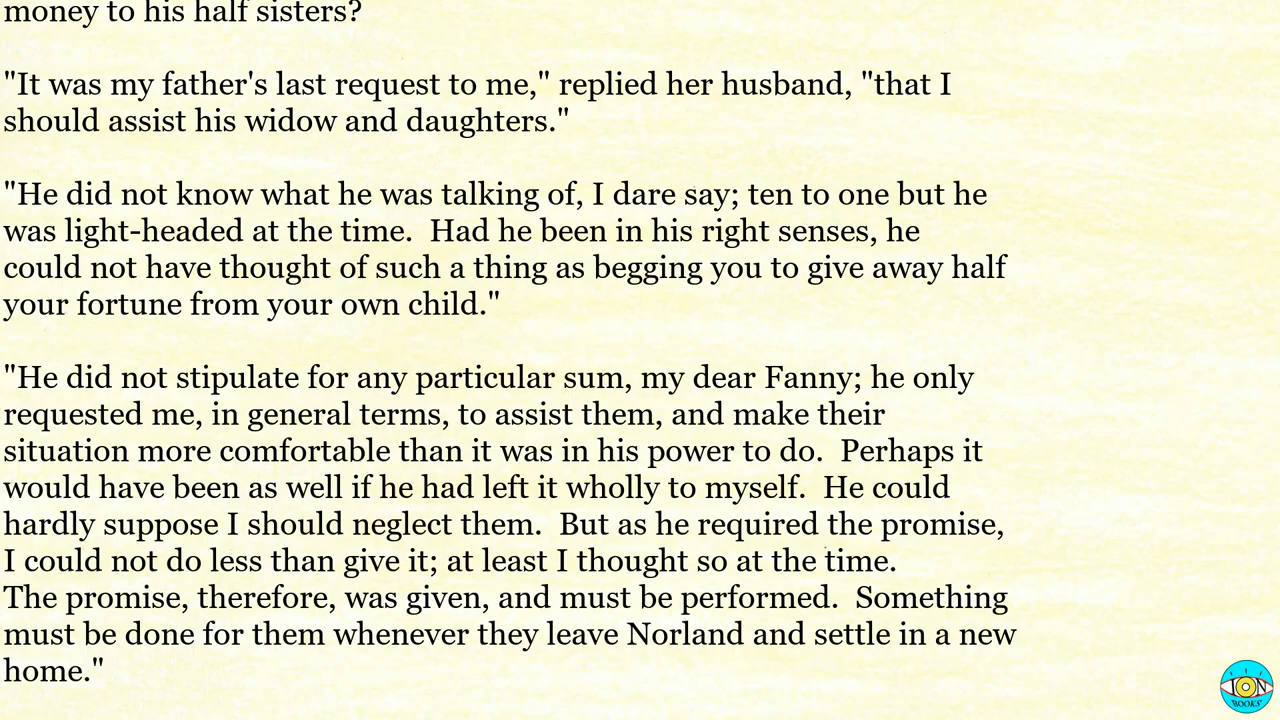 money to his half sisters?
"It was my father's last request to me," replied her husband, "that I
should assist his widow and daughters."
"He did not know what he was talking of, I dare say; ten to one but he
was light-headed at the time.  Had he been in his right senses, he
could not have thought of such a thing as begging you to give away half
your fortune from your own child."
"He did not stipulate for any particular sum, my dear Fanny; he only
requested me, in general terms, to assist them, and make their
situation more comfortable than it was in his power to do.  Perhaps it
would have been as well if he had left it wholly to myself.  He could
hardly suppose I should neglect them.  But as he required the promise,
I could not do less than give it; at least I thought so at the time.
The promise, therefore, was given, and must be performed.  Something
must be done for them whenever they leave Norland and settle in a new
home."
ION
BOOKS